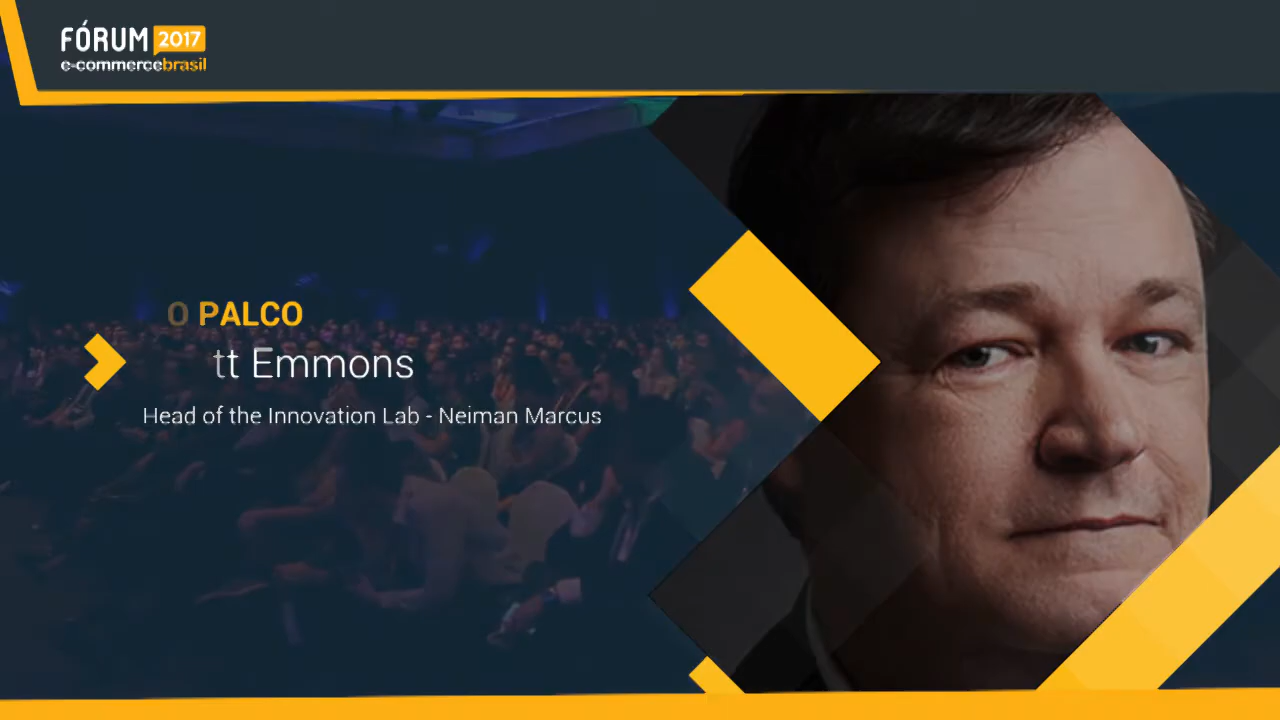 FÓRUM 2017
e-commercebrasil
O PALCO
tt Emmons
Head of the Innovation Lab - Neiman Marcus